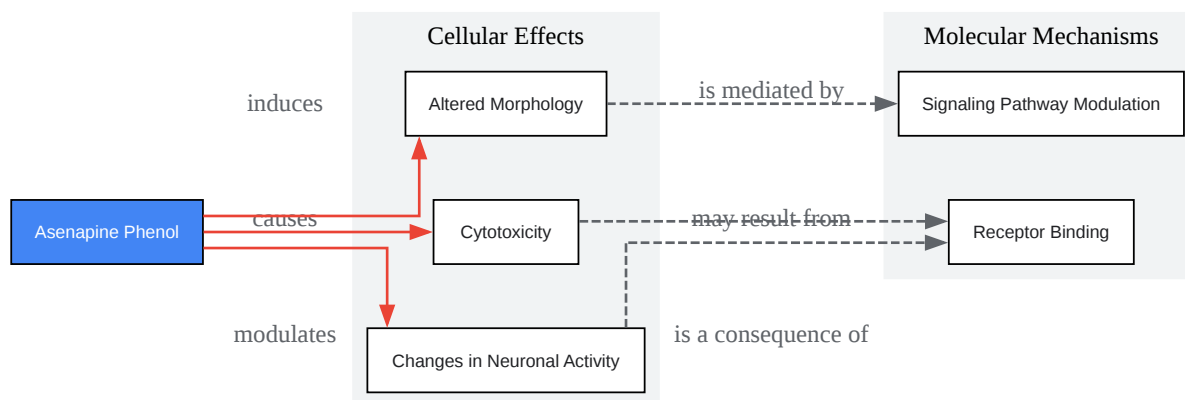 Cellular Effects
Molecular Mechanisms
induces
Altered Morphology
is mediated by
Signaling Pathway Modulation
Asenapine Phenol
causes
Cytotoxicity
may result from
Receptor Binding
modulates
Changes in Neuronal Activity
is a consequence of